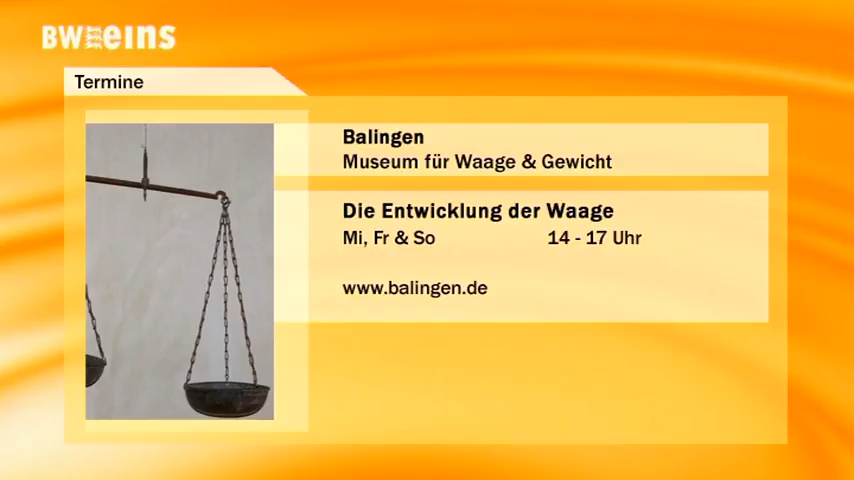 BW eins
Termine
Balingen
Museum für Waage & Gewicht
Die Entwicklung der Waage
Mi, Fr & So 14 - 17 Uhr
www.balingen.de